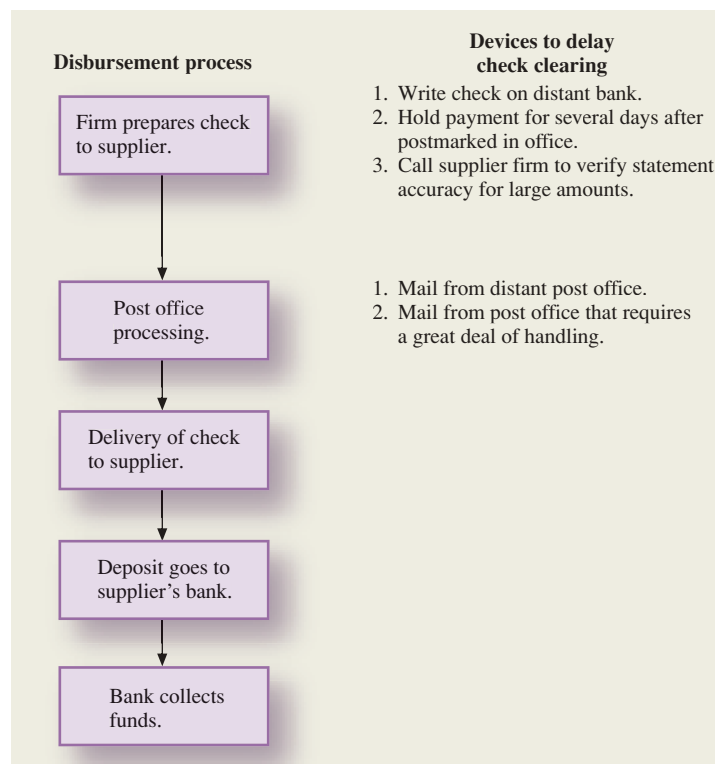 Disbursement process
Devices to delay
check clearing
Firm prepares check
to supplier.
1. Write check on distant bank.
2. Hold payment for several days after
postmarked in office.
3. Call supplier firm to verify statement
accuracy for large amounts.
Post office
processing.
1. Mail from distant post office.
2. Mail from post office that requires
a great deal of handling.
Delivery of check
to supplier.
Deposit goes to
supplier’s bank.
Bank collects
funds.